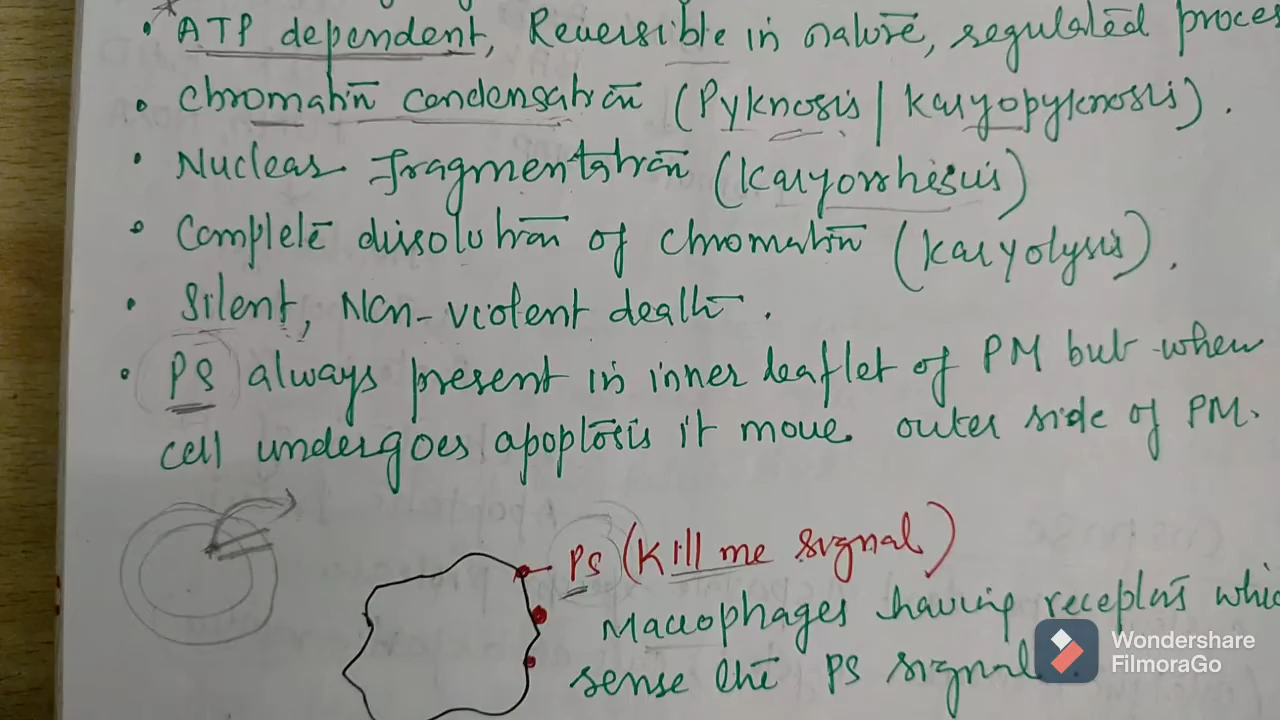 • ATP dependent, Reversible in nature, regulated proces
• Chromatin condensation (Pyknosis | Karyopyknosis).
• Nuclear fragmentation (Karyorrhesis)
• Complete dissolution of chromatin (Karyolysis).
• Silent, Non-violent death.
• PS always present in inner leaflet of PM but when
cell undergoes apoptosis it move outer side of PM.
PS (Kill me signal)
Macrophages having receptors whic
sense the PS signal
Wondershare
FilmoraGo